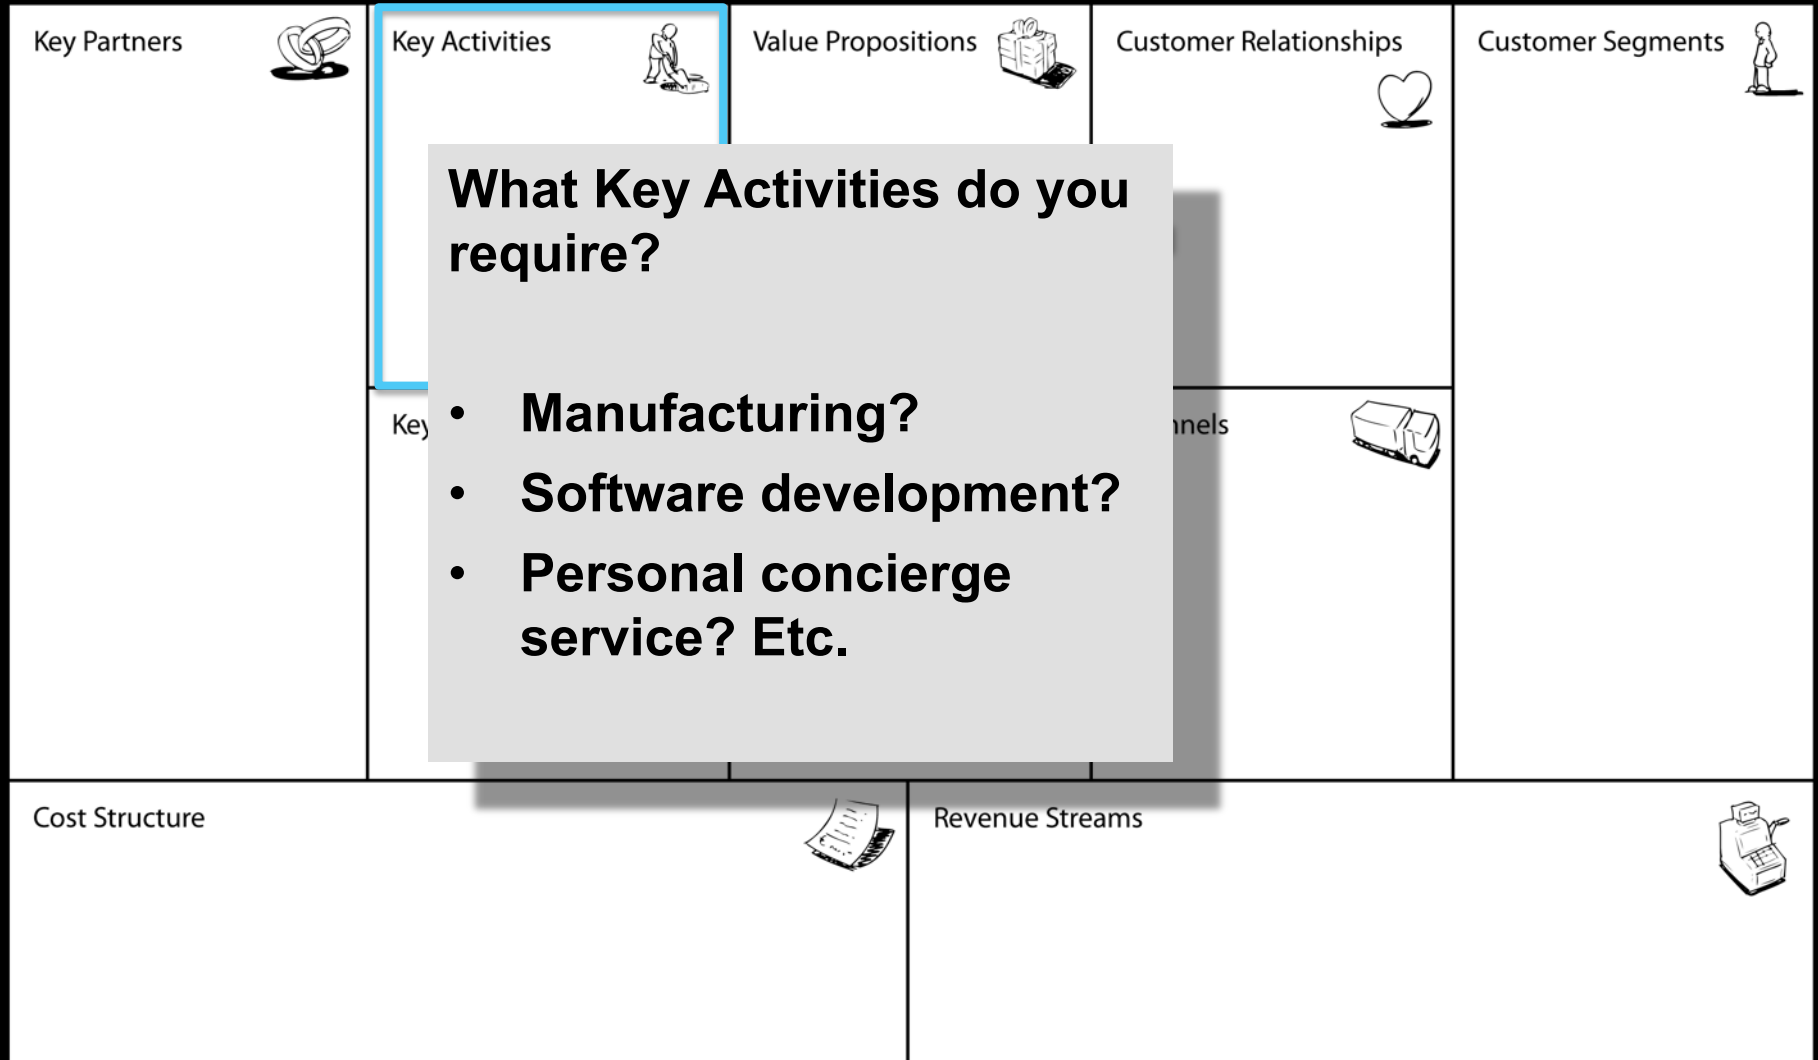 Key Partners
Key Activities
Value Propositions
Customer Relationships
Customer Segments
What Key Activities do you
require?
• Manufacturing?
• Software development?
• Personal concierge
service? Etc.
Key
Cost Structure
Revenue Streams